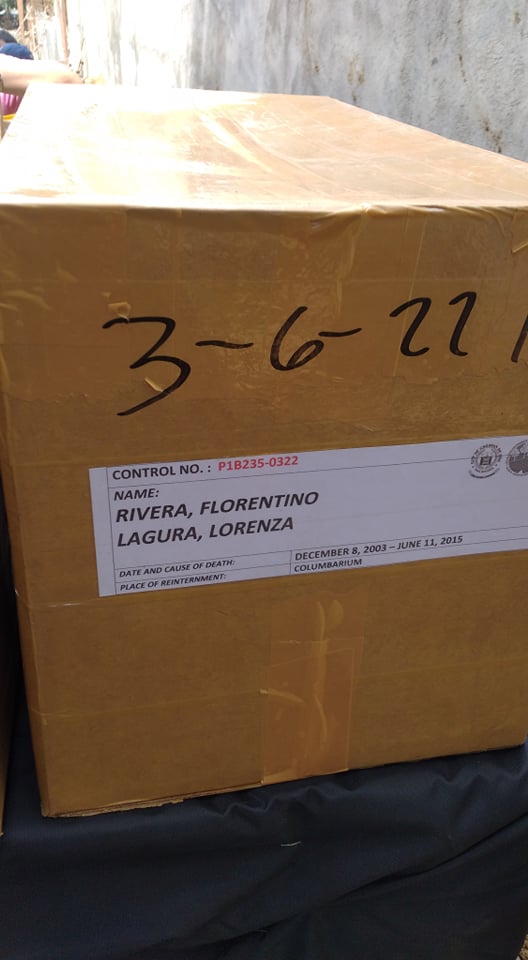 3-6-22
CONTROL NO. : P1B235-0322
NAME:
RIVERA, FLORENTINO
LAGURA, LORENZA
DATE AND CAUSE OF DEATH: DECEMBER 8, 2003 – JUNE 11, 2015
PLACE OF REINTERNMENT: COLUMBARIUM